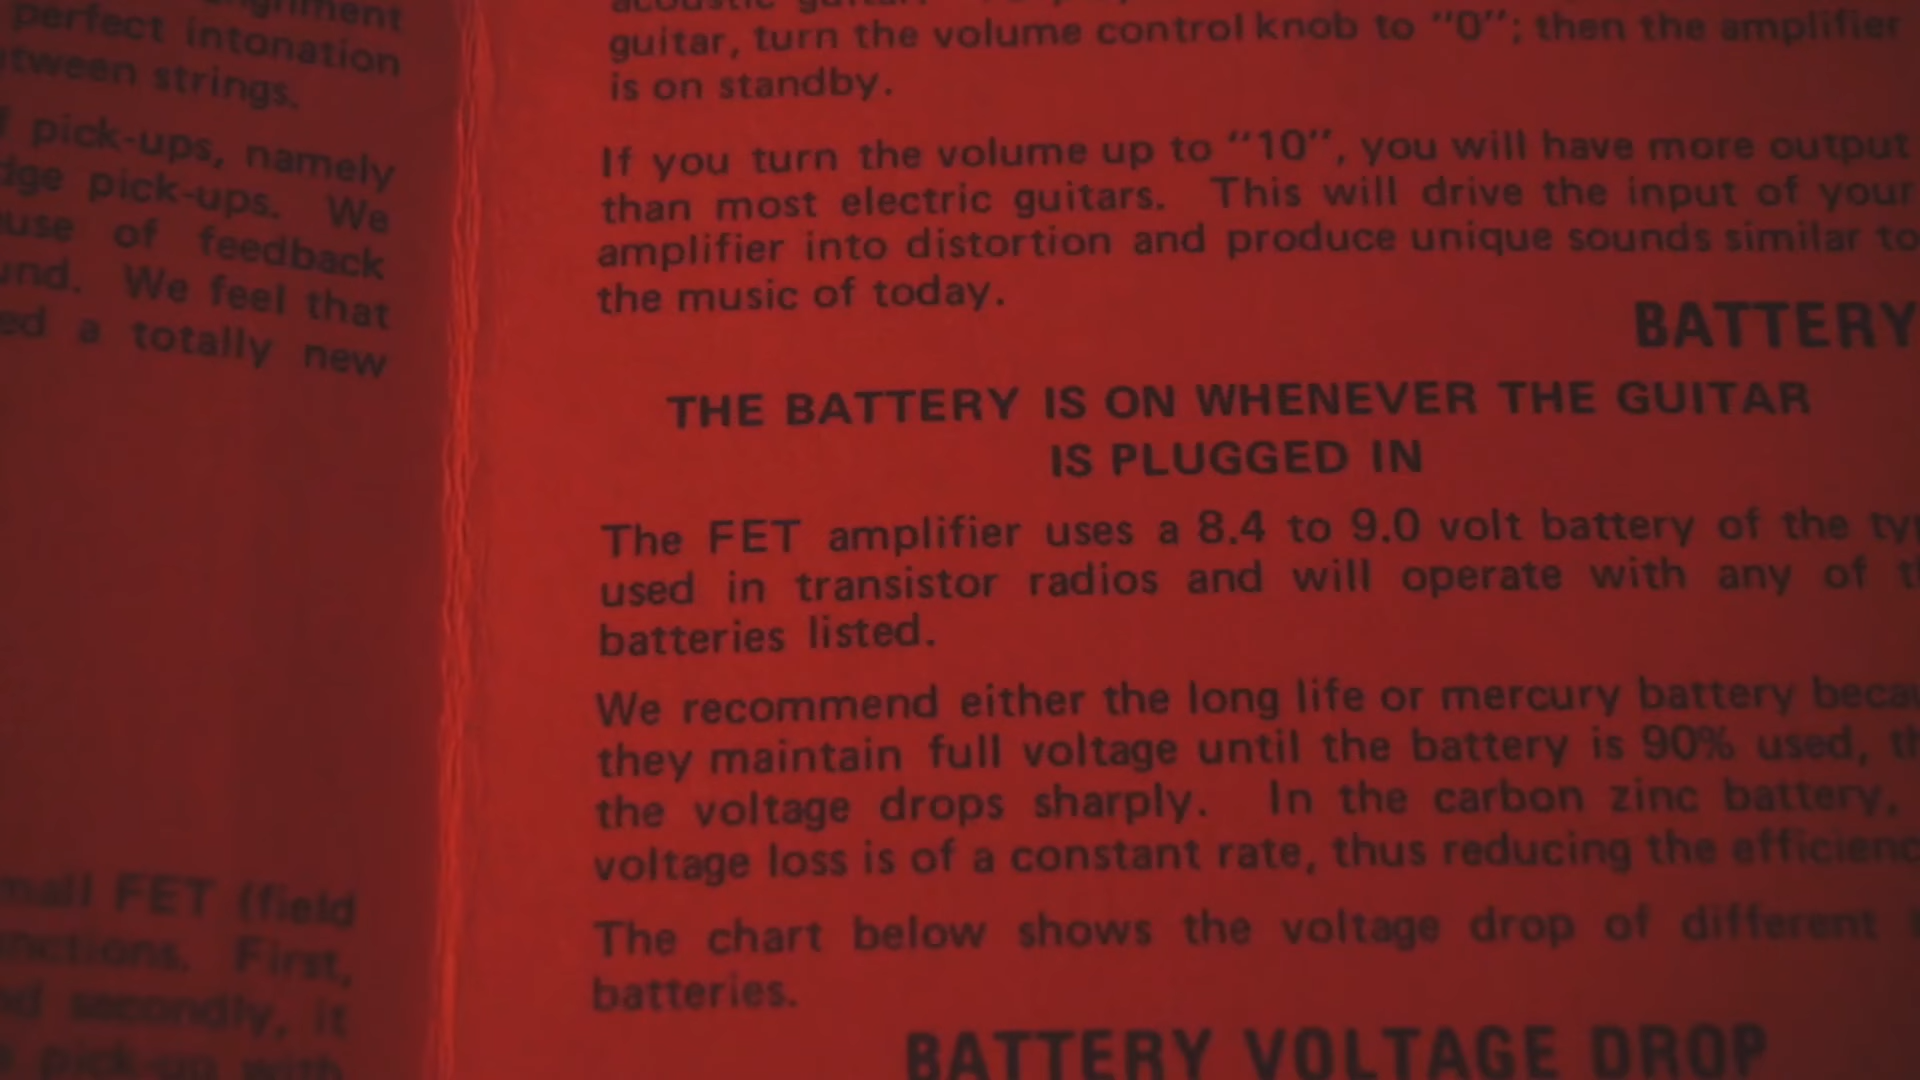 perfect intonation
strings.
pick-ups, namely
pick-ups. We
of feedback
We feel that
a totally new
FET (field
First,
secondly, it
pick-up with
guitar, turn the volume control knob to "0"; then the amplifier
is on standby.
If you turn the volume up to "10", you will have more output
than most electric guitars. This will drive the input of your
amplifier into distortion and produce unique sounds similar to
the music of today.
BATTERY
THE BATTERY IS ON WHENEVER THE GUITAR
IS PLUGGED IN
The FET amplifier uses a 8.4 to 9.0 volt battery of the
used in transistor radios and will operate with any of
batteries listed.
We recommend either the long life or mercury battery
they maintain full voltage until the battery is 90% used,
the voltage drops sharply. In the carbon zinc battery,
voltage loss is of a constant rate, thus reducing the
The chart below shows the voltage drop of different
batteries.
BATTERY VOLTAGE DROP